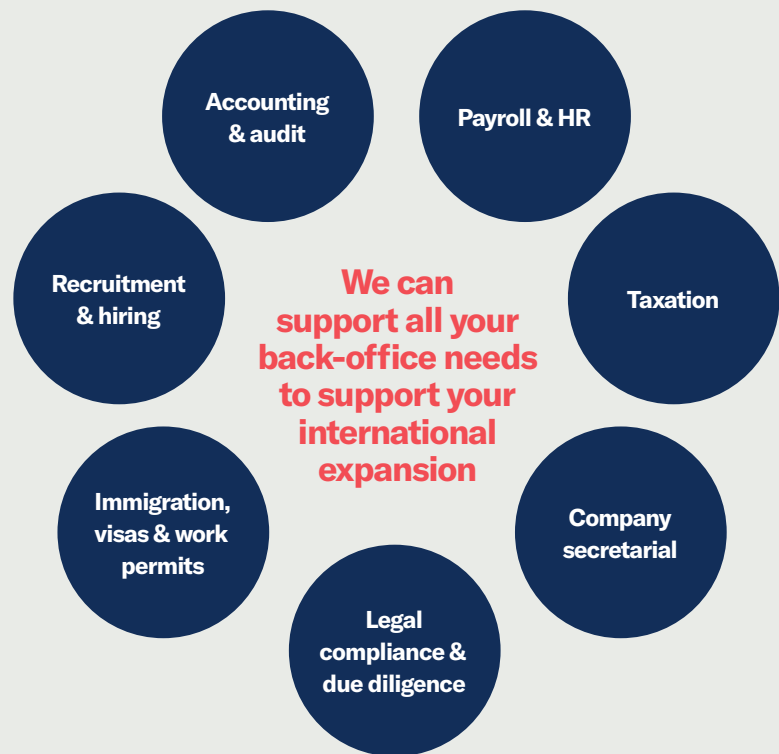 Accounting
& audit
Payroll & HR
Recruitment
& hiring
We can
support all your
back-office needs
to support your
international
expansion
Taxation
Immigration,
visas & work
permits
Company
secretarial
Legal
compliance &
due diligence